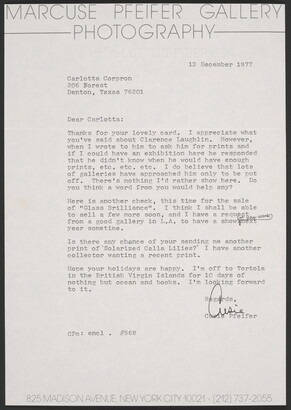 MARCUSE PFEIFER GALLERY
PHOTOGRAPHY
12 December 1977
Carlotta Corpron
206 Forest
Denton, Texas 76201
Dear Carlotta:
Thanks for your lovely card. I appreciate what
you've said about Clarence Laughlin. However,
when I wrote to him to ask him for prints and
if I could have an exhibition he responded
that he didn't know when he would have enough
prints, etc. etc. etc. I do believe that lots
of galleries have approached him only to be put
off. There's nothing I'd rather show here. Do
you think a word from you would help any?
Here is another check, this time for the sale
of "Glass Brilliance". I think I shall be able
to sell a few more soon, and I have a request
from a good gallery in L.A. to have a show next
year sometime.
Is there any chance of your sending me another
print of "Solarized Calla Lilies"? I have another
collector wanting a recent print.
Hope your holidays are happy. I'm off to Tortola
in the British Virgin Islands for 10 days of
nothing but ocean and books. I'm looking forward
to it.
Regards,
Cusie
Cusie Pfeifer
CPm: encl. #568
825 MADISON AVENUE, NEW YORK CITY 10021 - (212) 737-2055